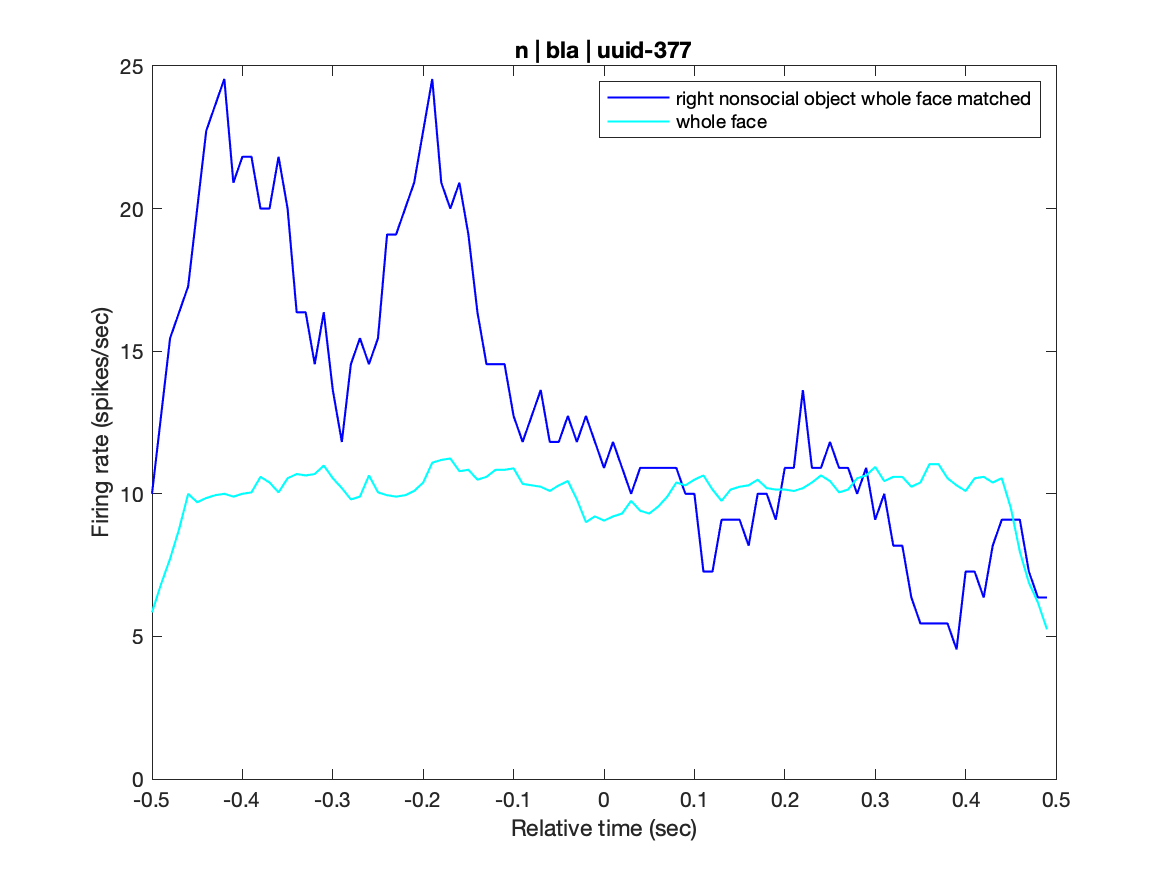 n | bla | uuid-377
right nonsocial object whole face matched
whole face
Firing rate (spikes/sec)
25
20
15
10
5
0
-0.5 -0.4 -0.3 -0.2 -0.1 0 0.1 0.2 0.3 0.4 0.5
Relative time (sec)